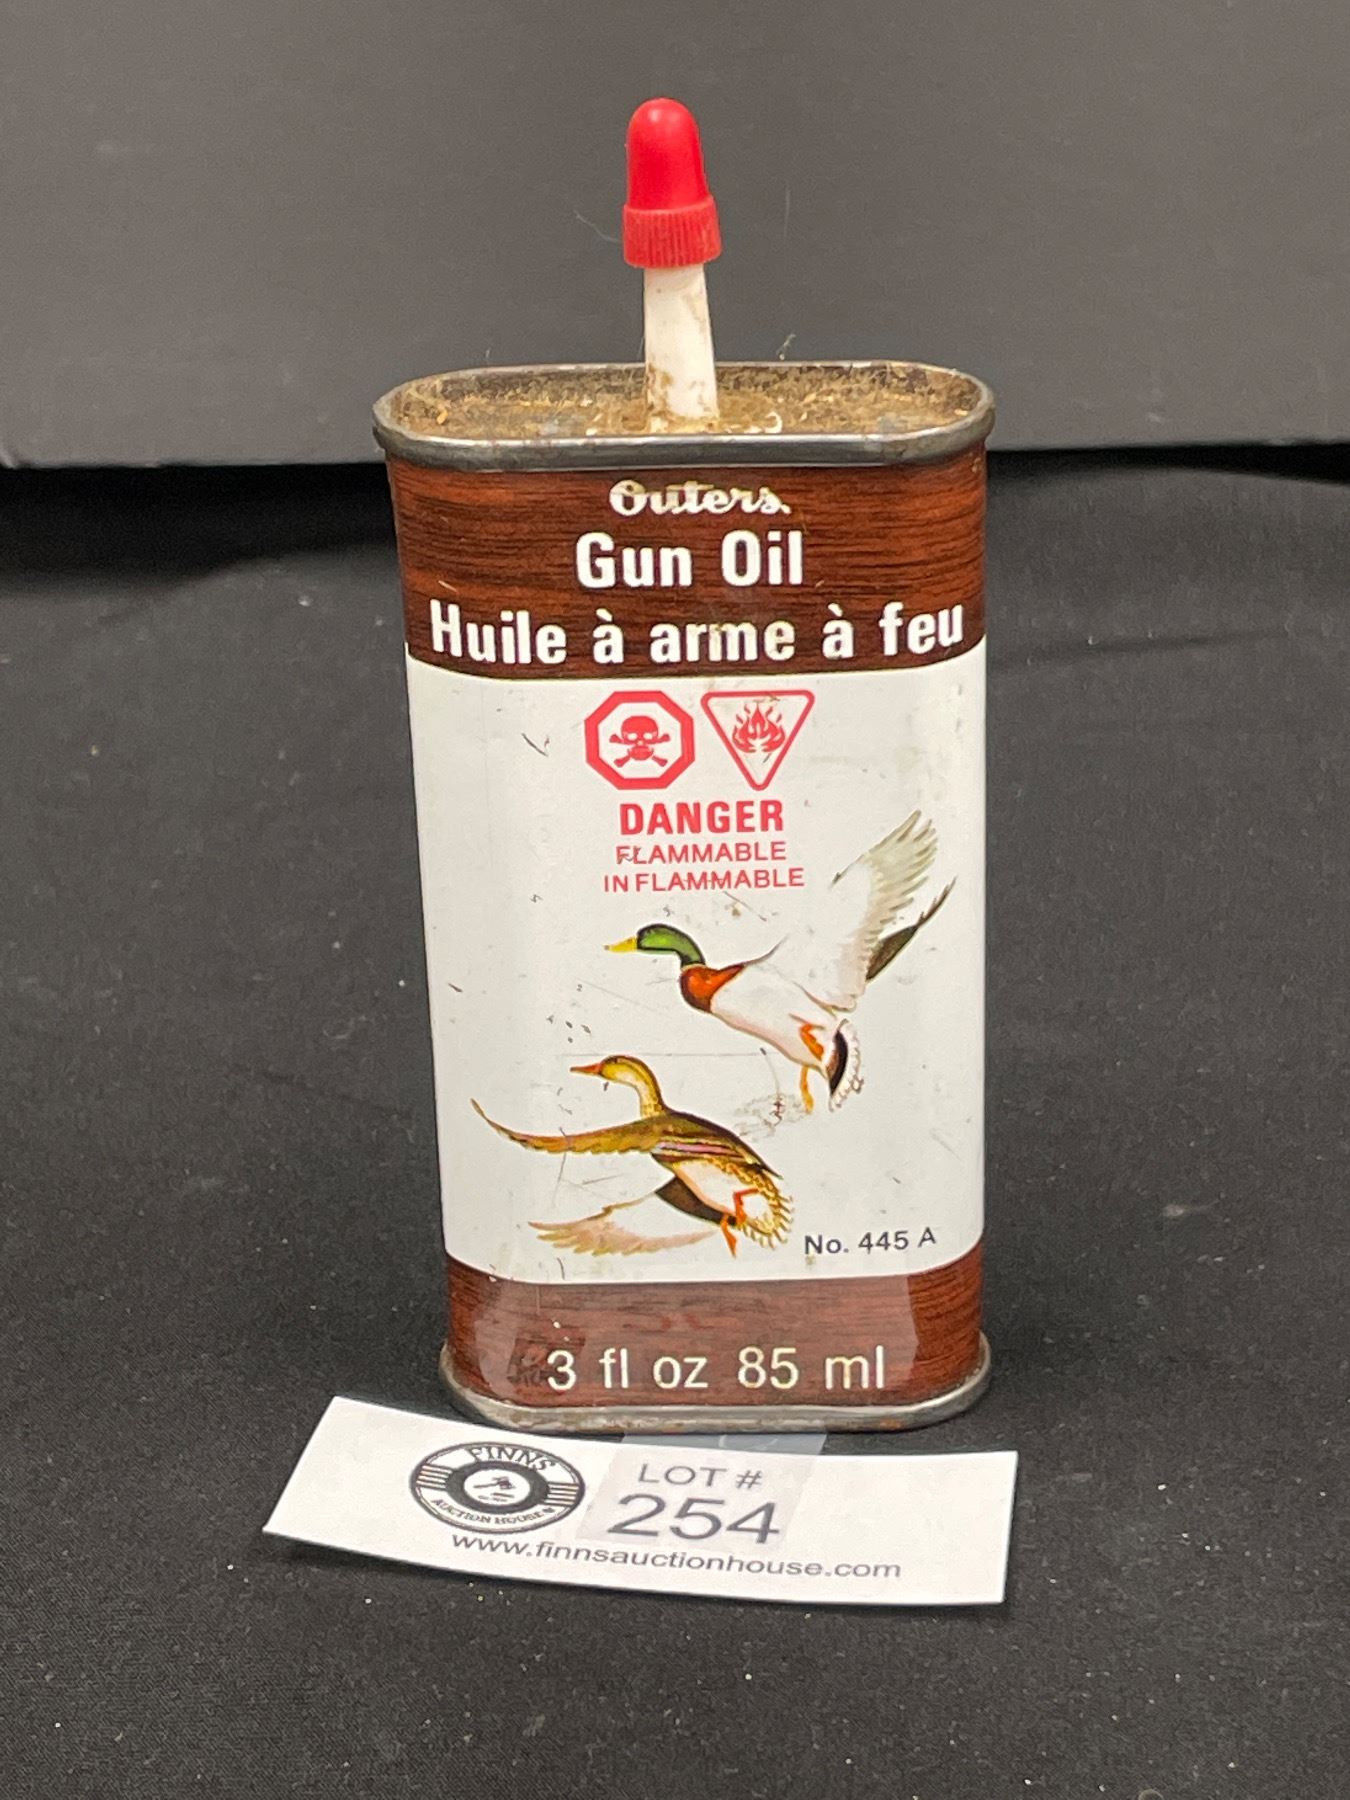 Outers
Gun Oil
Huile à arme à feu
DANGER
FLAMMABLE
INFLAMMABLE
No. 445 A
3 fl oz 85 ml
FINNS
AUCTION HOUSE
LOT #
254
www.finnsauctionhouse.com